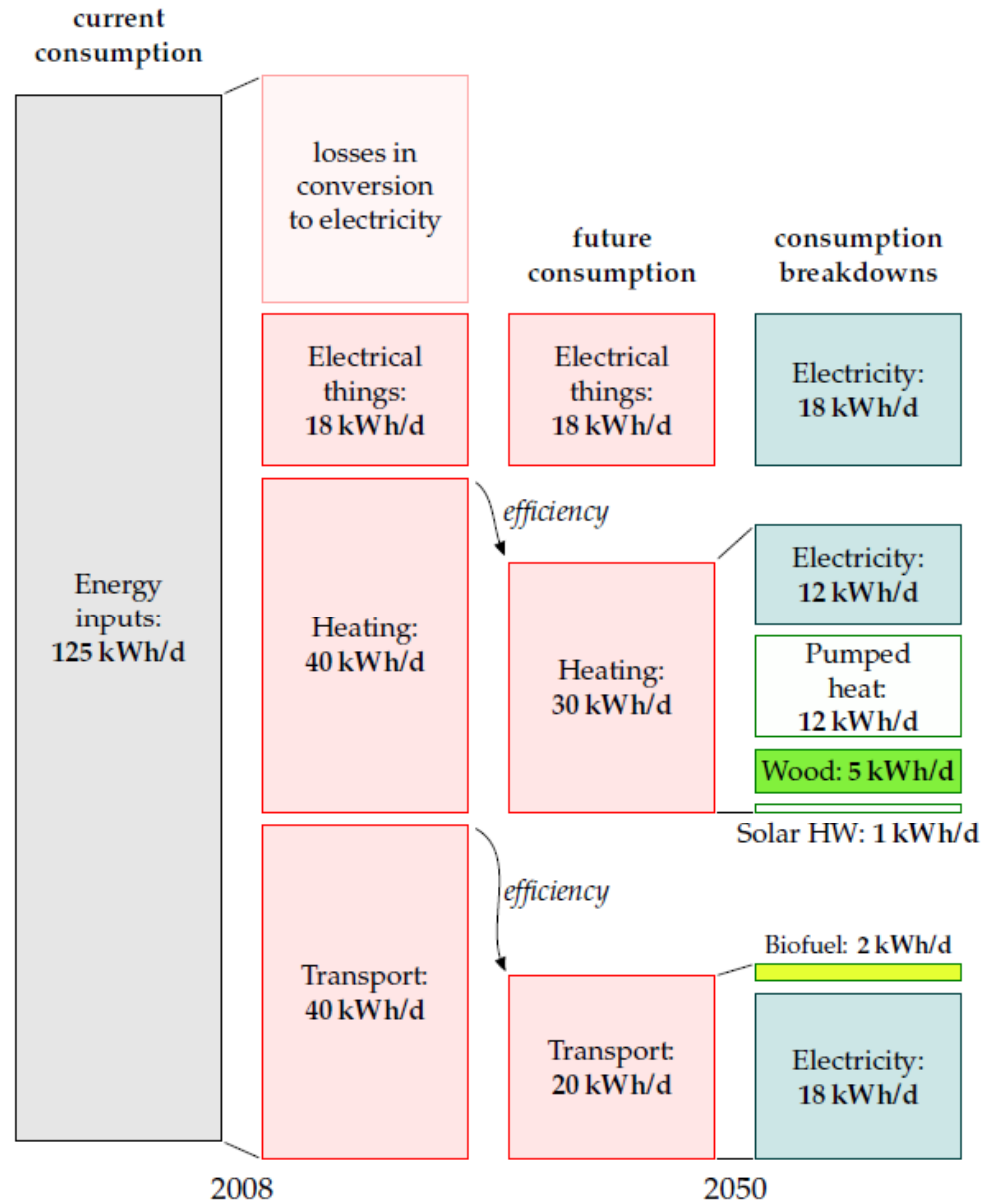 current
consumption
Energy
inputs:
125 kWh/d
losses in
conversion
to electricity
Electrical
things:
18 kWh/d
Heating:
40 kWh/d
Transport:
40 kWh/d
2008
efficiency
efficiency
future
consumption
Electrical
things:
18 kWh/d
Heating:
30 kWh/d
Transport:
20 kWh/d
consumption
breakdowns
Electricity:
18 kWh/d
Electricity:
12 kWh/d
Pumped
heat:
12 kWh/d
Wood: 5 kWh/d
Solar HW: 1 kWh/d
Biofuel: 2 kWh/d
Electricity:
18 kWh/d
2050